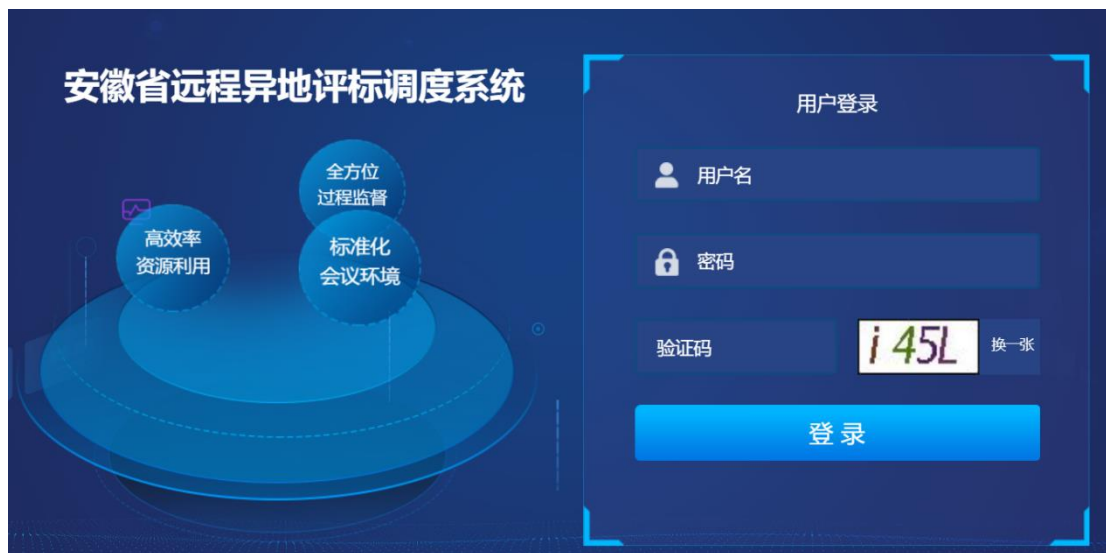 安徽省远程异地评标调度系统
全方位
过程监督
高效率
资源利用
标准化
会议环境
用户登录
用户名
密码
验证码
i 45L
换一张
登录